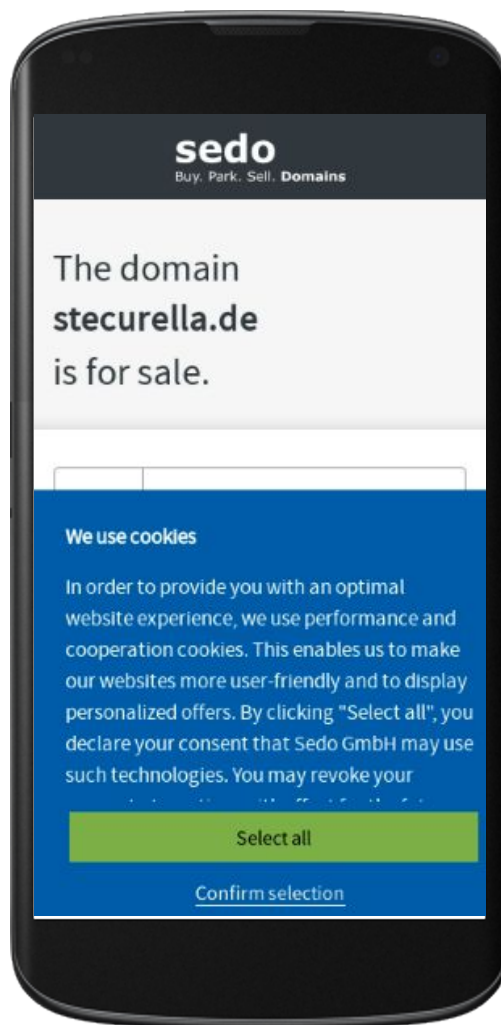 sedo
Buy. Park. Sell. Domains
The domain
stecurella.de
is for sale.
We use cookies
In order to provide you with an optimal
website experience, we use performance and
cooperation cookies. This enables us to make
our websites more user-friendly and to display
personalized offers. By clicking "Select all", you
declare your consent that Sedo GmbH may use
such technologies. You may revoke your
Select all
Confirm selection